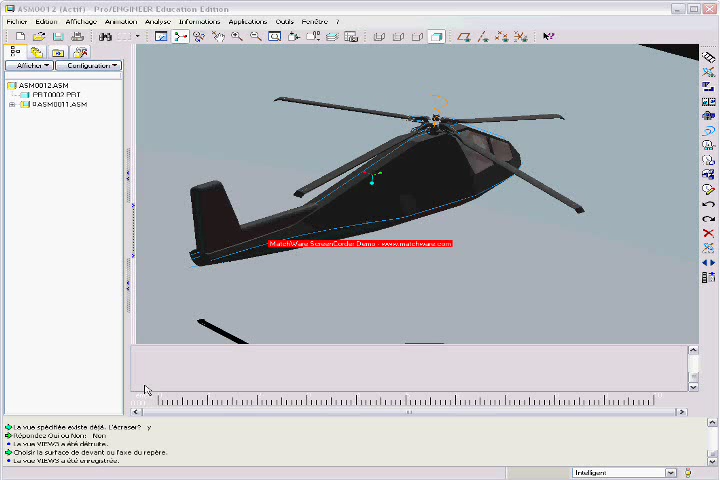 ASM0012 (Actif) - Pro/ENGINEER Education Edition
Fichier Edition Affichage Animation Analyse Informations Applications Outils Fenêtre ?
Afficher Configuration
ASM0012.ASM
PRT0002.PRT
ASM0011.ASM
MatchWare ScreenCorder Demo - www.matchware.com
La vue spécifiée existe déjà. L'écraser? y
Répondez Oui ou Non: Non
La vue VIEW3 a été détruite.
Choisir la surface de devant ou l'axe du repère.
La vue VIEW3 a été enregistrée.
Intelligent